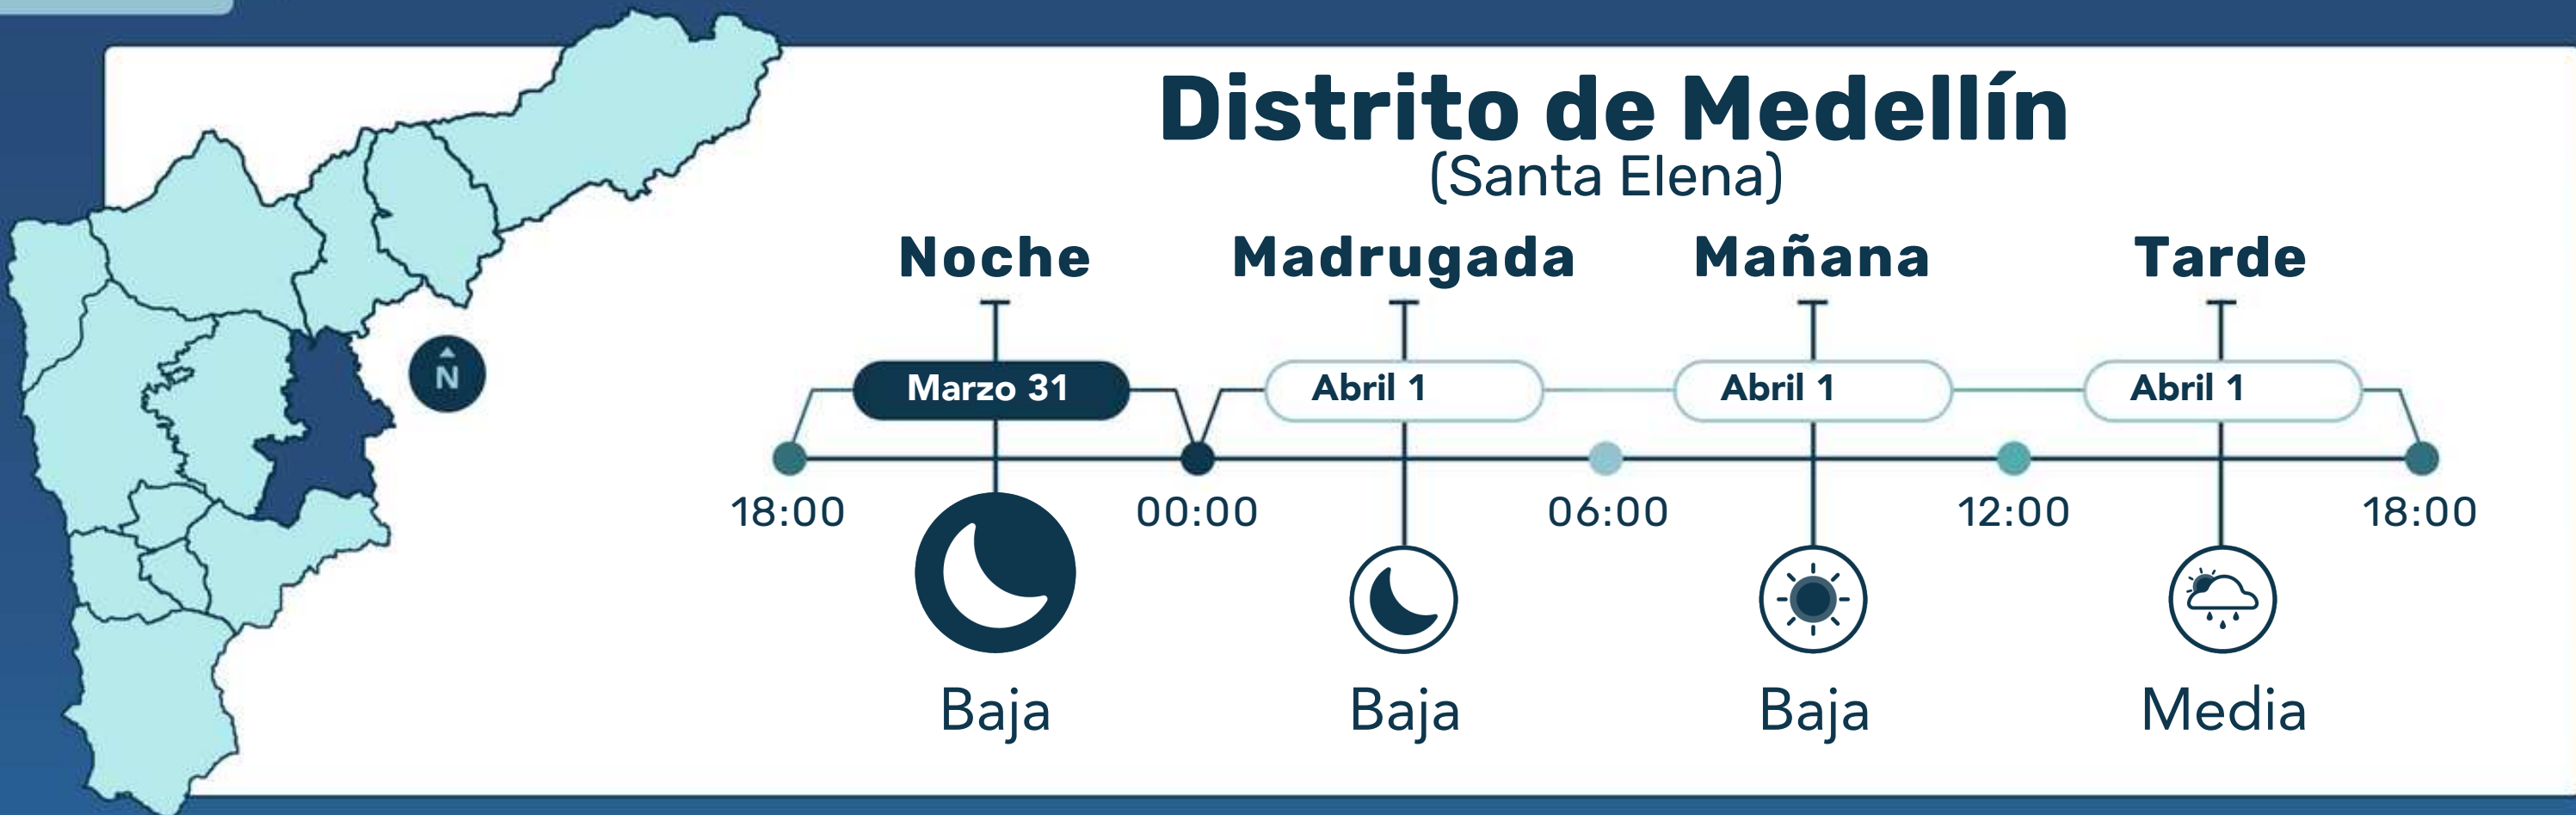 Distrito de Medellín
(Santa Elena)
Noche Madrugada Mañana Tarde
Marzo 31 Abril 1 Abril 1 Abril 1
N
18:00 00:00 06:00 12:00 18:00
Baja Baja Baja Media